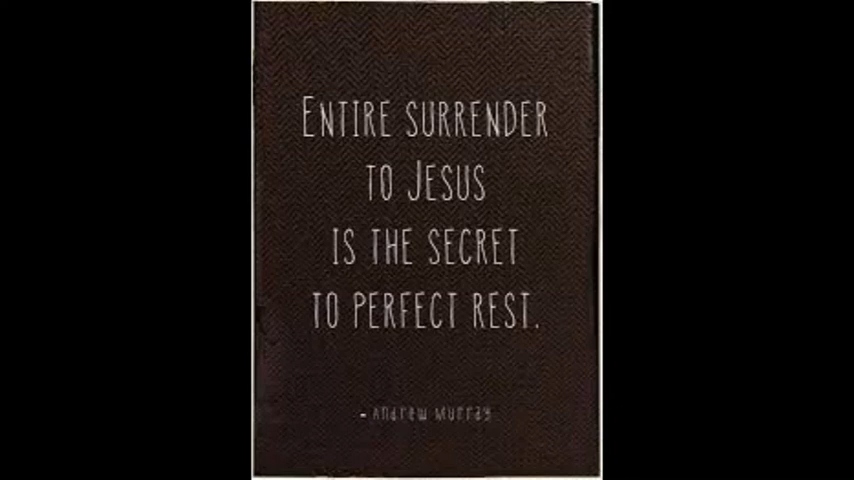 ENTIRE SURRENDER
TO JESUS
IS THE SECRET
TO PERFECT REST.
- Andrew Murray